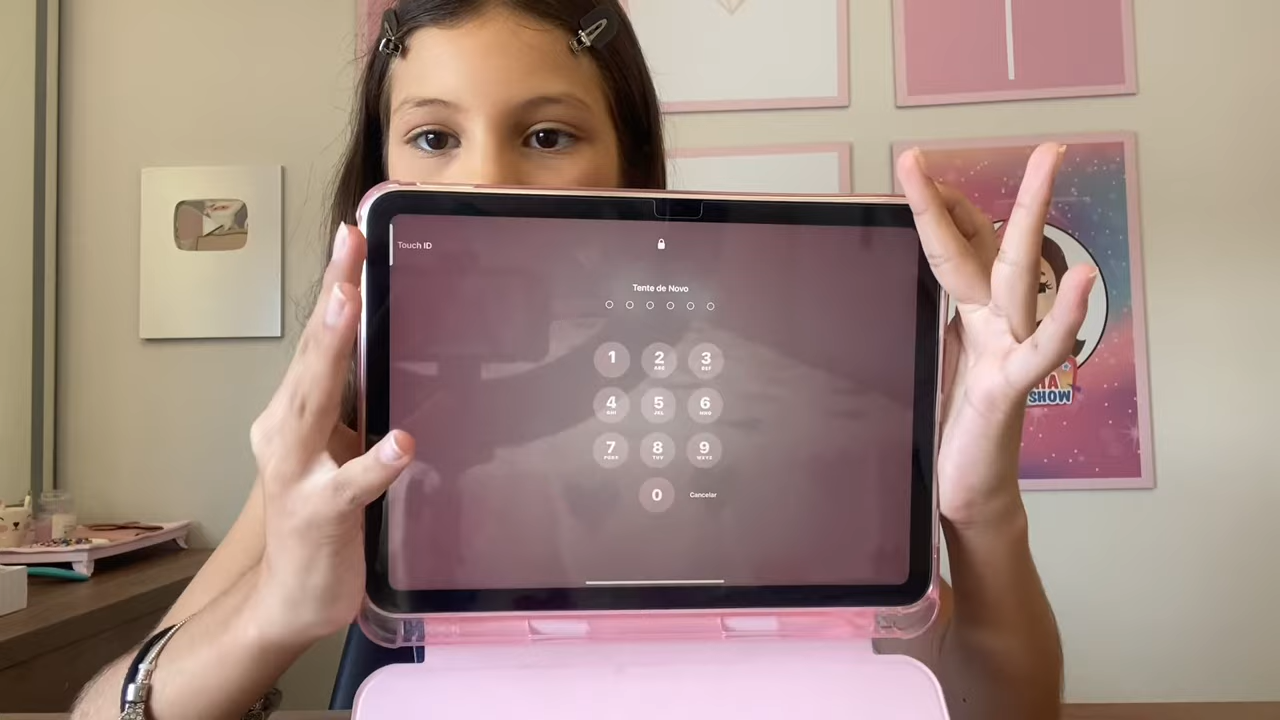 Touch ID
Tente de Novo
1
2
ABC
3
DEF
4
GHI
5
JKL
6
MNO
7
PQRS
8
TUV
9
WXYZ
0
Cancelar
SHOW